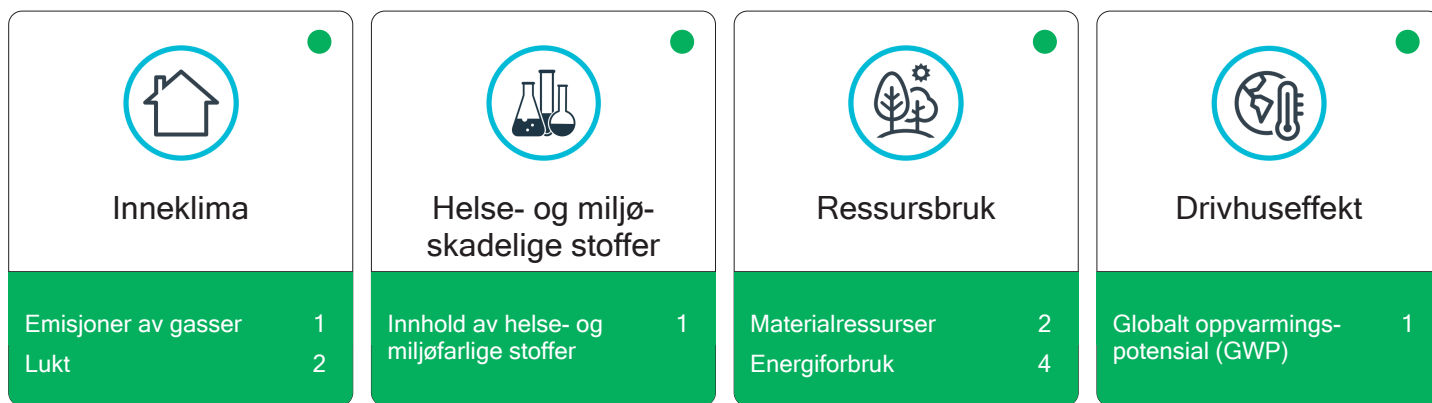 Inneklima
Emisjoner av gasser 1
Lukt 2
Helse- og miljø-
skadelige stoffer
Innhold av helse- og 1
miljøfarlige stoffer
Ressursbruk
Materialressurser 2
Energiforbruk 4
Drivhuseffekt
Globalt oppvarmings- 1
potensial (GWP)